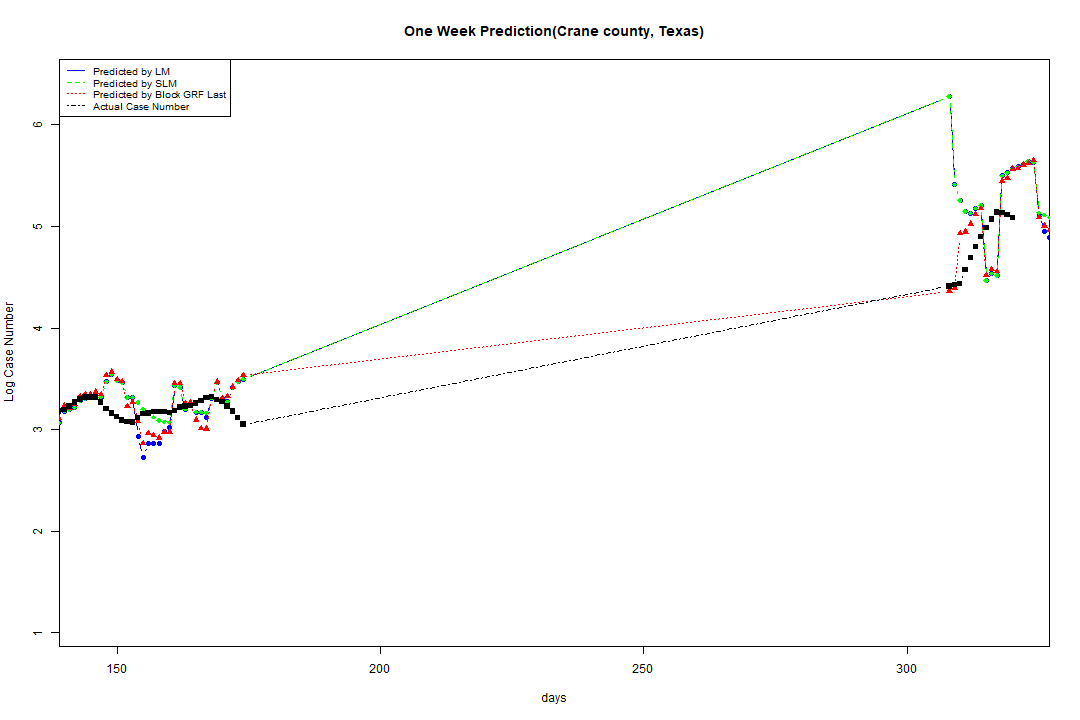 One Week Prediction(Crane county, Texas)
Predicted by LM
Predicted by SLM
Predicted by Block GRF Last
Actual Case Number
6
5
4
3
2
1
Log Case Number
150 200 250 300
days